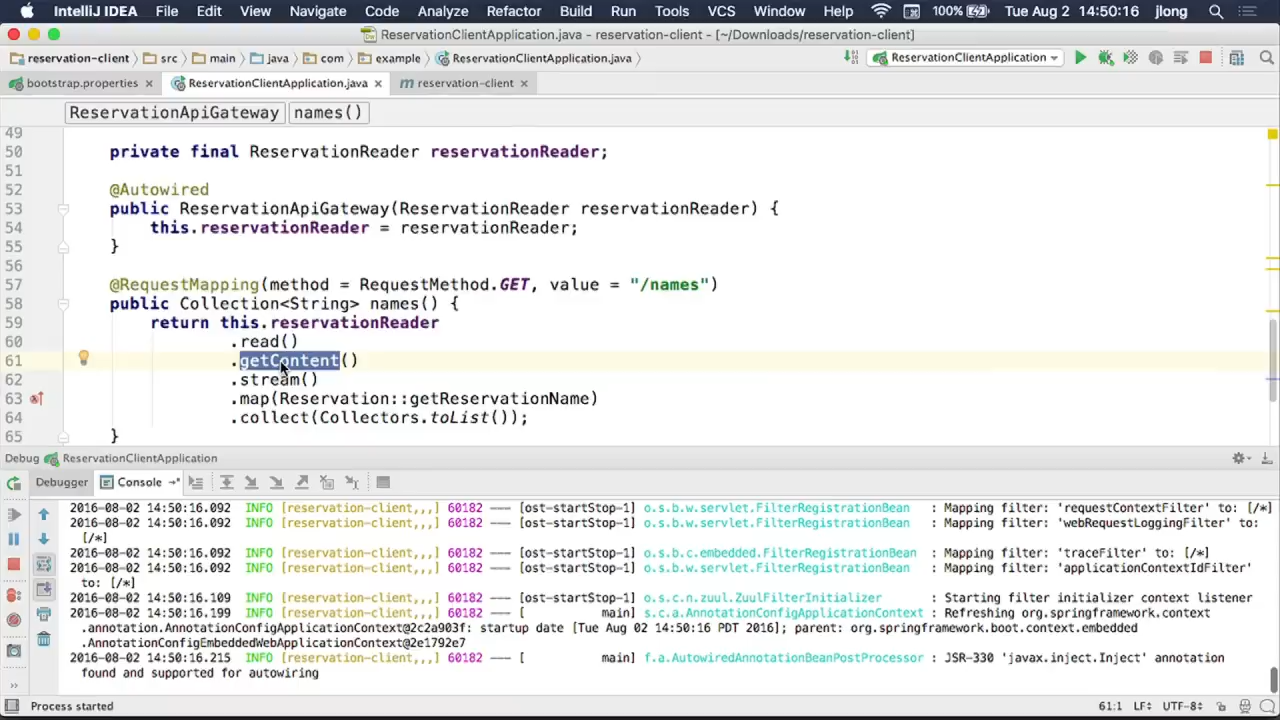 IntelliJ IDEA File Edit View Navigate Code Analyze Refactor Build Run Tools VCS Window Help 100% Tue Aug 2 14:50:16 jlong
ReservationClientApplication.java - reservation-client - [~/Downloads/reservation-client]
reservation-client src main java com example ReservationClientApplication.java ReservationClientApplication
bootstrap.properties ReservationClientApplication.java reservation-client
ReservationApiGateway names()
49
50 private final ReservationReader reservationReader;
51
52 @Autowired
53 public ReservationApiGateway(ReservationReader reservationReader) {
54 this.reservationReader = reservationReader;
55 }
56
57 @RequestMapping(method = RequestMethod.GET, value = "/names")
58 public Collection<String> names() {
59 return this.reservationReader
60 .read()
61 .getContent()
62 .stream()
63 .map(Reservation::getReservationName)
64 .collect(Collectors.toList());
65 }
Debug ReservationClientApplication
Debugger Console
2016-08-02 14:50:16.092 INFO [reservation-client,,,] 60182 --- [ost-startStop-1] o.s.b.w.servlet.FilterRegistrationBean : Mapping filter: 'requestContextFilter' to: [/*]
2016-08-02 14:50:16.092 INFO [reservation-client,,,] 60182 --- [ost-startStop-1] o.s.b.w.servlet.FilterRegistrationBean : Mapping filter: 'webRequestLoggingFilter' to:
[/*]
2016-08-02 14:50:16.092 INFO [reservation-client,,,] 60182 --- [ost-startStop-1] o.s.b.c.embedded.FilterRegistrationBean : Mapping filter: 'traceFilter' to: [/*]
2016-08-02 14:50:16.092 INFO [reservation-client,,,] 60182 --- [ost-startStop-1] o.s.b.c.embedded.FilterRegistrationBean : Mapping filter: 'applicationContextIdFilter'
to: [/*]
2016-08-02 14:50:16.109 INFO [reservation-client,,,] 60182 --- [ost-startStop-1] o.s.c.n.zuul.ZuulFilterInitializer : Starting filter initializer context listener
2016-08-02 14:50:16.199 INFO [reservation-client,,,] 60182 --- [ main] s.c.a.AnnotationConfigApplicationContext : Refreshing org.springframework.context
.annotation.AnnotationConfigApplicationContext@2c2a903f: startup date [Tue Aug 02 14:50:16 PDT 2016]; parent: org.springframework.boot.context.embedded
.AnnotationConfigEmbeddedWebApplicationContext@2e1792e7
2016-08-02 14:50:16.215 INFO [reservation-client,,,] 60182 --- [ main] f.a.AutowiredAnnotationBeanPostProcessor : JSR-330 'javax.inject.Inject' annotation
found and supported for autowiring
Process started 61:1 LF UTF-8